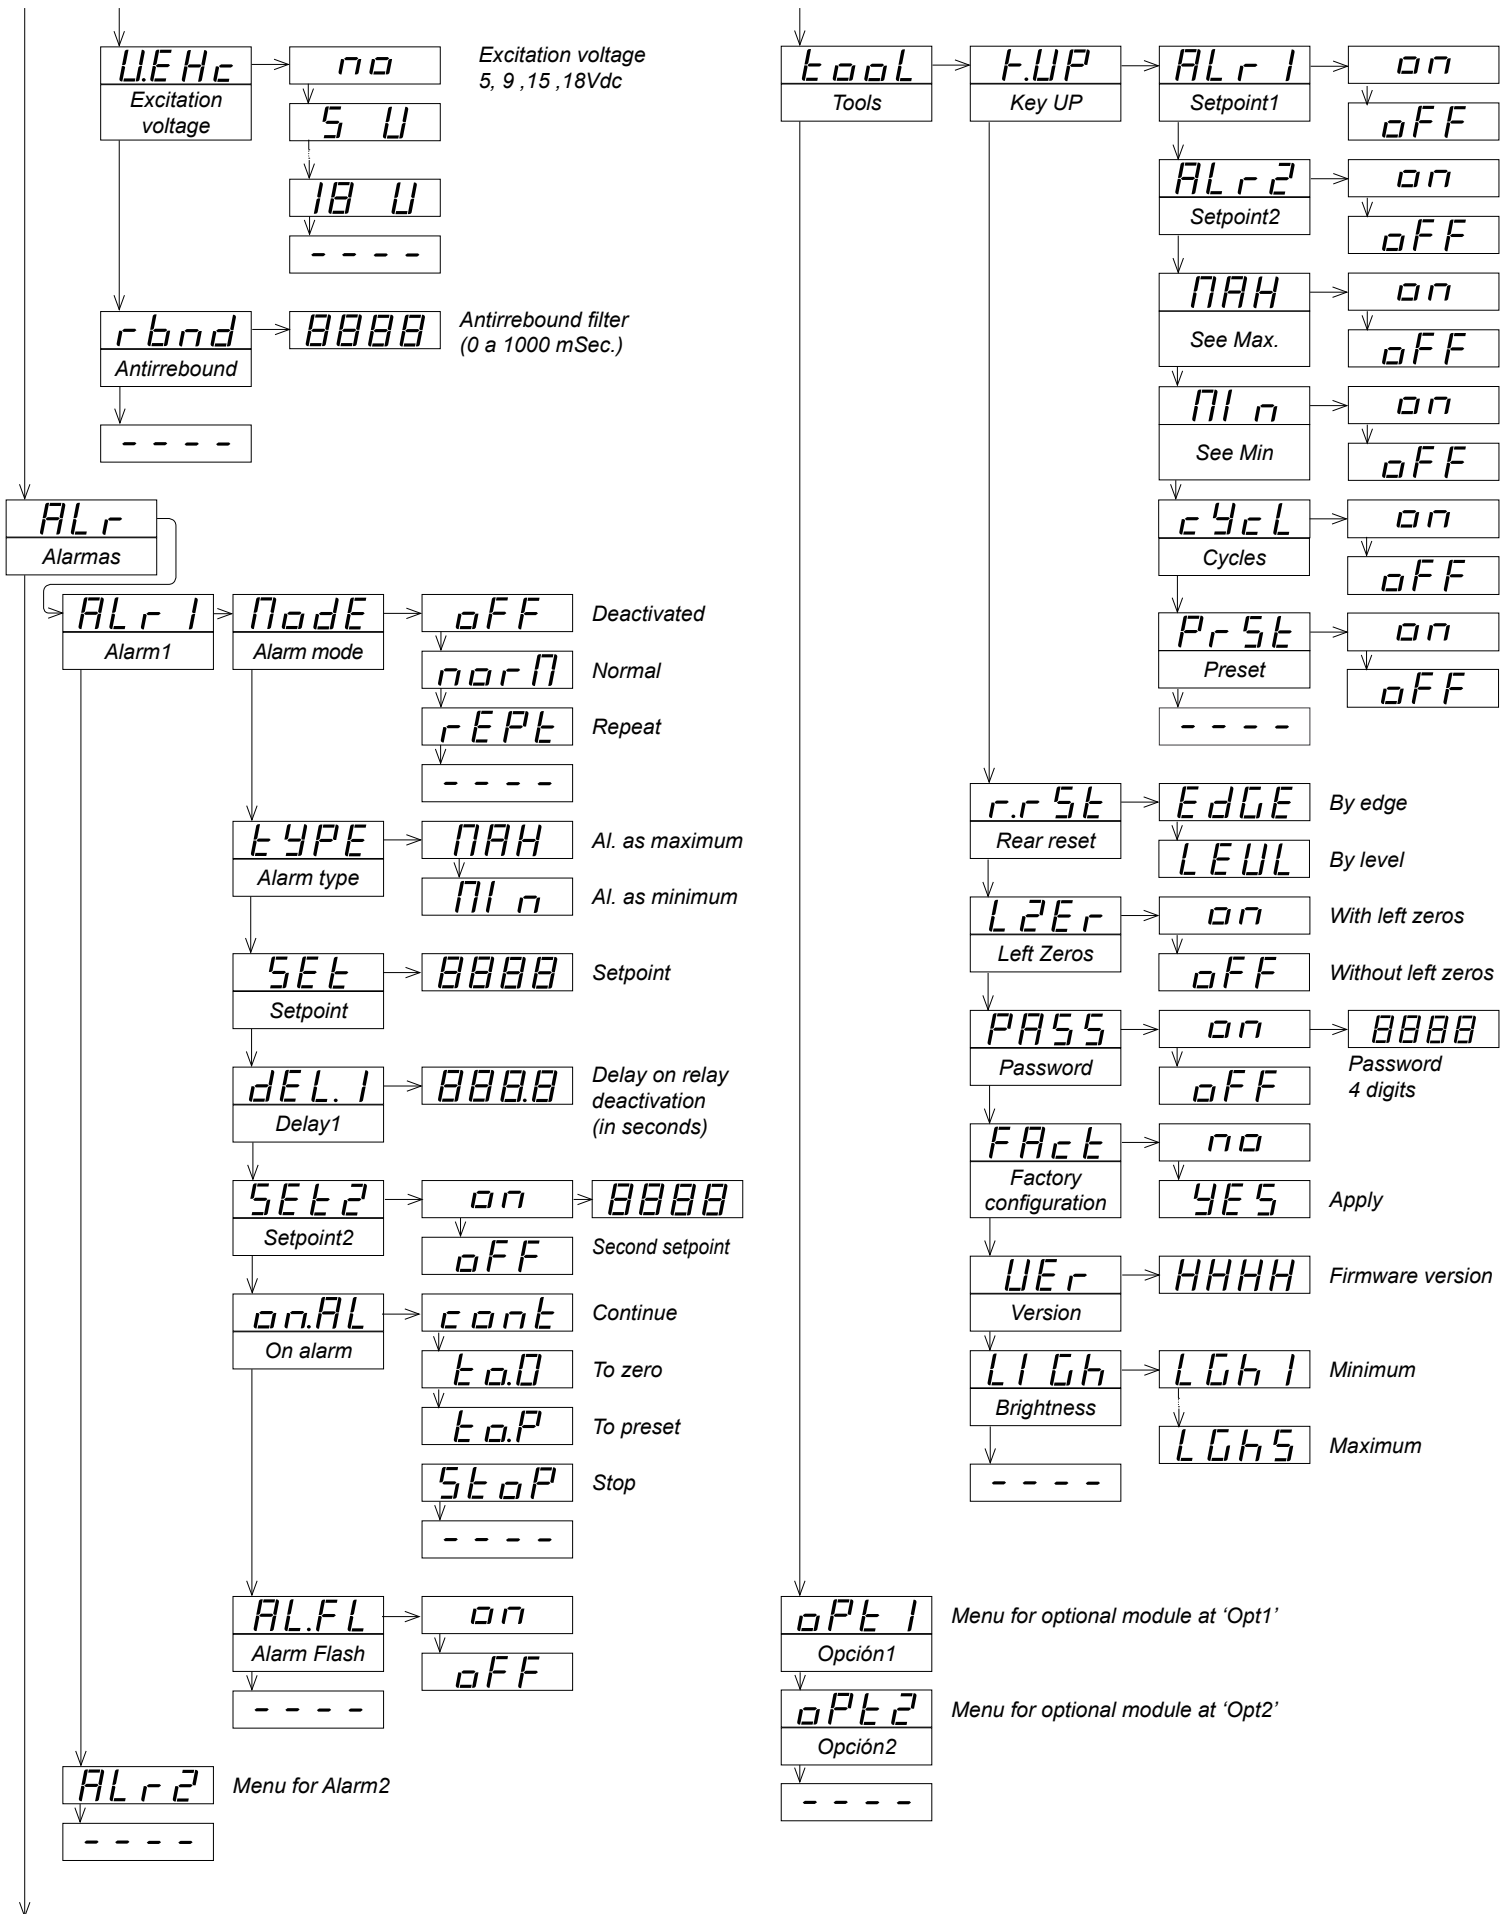 U.EHc
Excitation
voltage
no
5 U
18 U
- - - -
Excitation voltage
5, 9 ,15 ,18Vdc
rbnd
Antirrebound
8888
Antirrebound filter
(0 a 1000 mSec.)
- - - -
ALr
Alarmas
ALr1
Alarm1
ModE
Alarm mode
oFF
Deactivated
norM
Normal
rEPt
Repeat
- - - -
tYPE
Alarm type
MAH
Al. as maximum
MIn
Al. as minimum
SEt
Setpoint
8888
Setpoint
dEL.1
Delay1
888.8
Delay on relay
deactivation
(in seconds)
SEt2
Setpoint2
on
8888
oFF
Second setpoint
on.AL
On alarm
cont
Continue
to.0
To zero
to.P
To preset
StoP
Stop
- - - -
AL.FL
Alarm Flash
on
oFF
- - - -
ALr2
Menu for Alarm2
- - - -
tooL
Tools
t.UP
Key UP
ALr1
Setpoint1
on
oFF
ALr2
Setpoint2
on
oFF
MAH
See Max.
on
oFF
MIn
See Min
on
oFF
cYcL
Cycles
on
oFF
PrSt
Preset
on
oFF
- - - -
r.rSt
Rear reset
EdGE
By edge
LEUL
By level
L2Er
Left Zeros
on
With left zeros
oFF
Without left zeros
PASS
Password
on
8888
oFF
Password
4 digits
FAct
Factory
configuration
no
YES
Apply
UEr
Version
HHHH
Firmware version
LIGh
Brightness
LGh1
Minimum
LGh5
Maximum
- - - -
oPt1
Opción1
Menu for optional module at ‘Opt1’
oPt2
Opción2
Menu for optional module at ‘Opt2’
- - - -